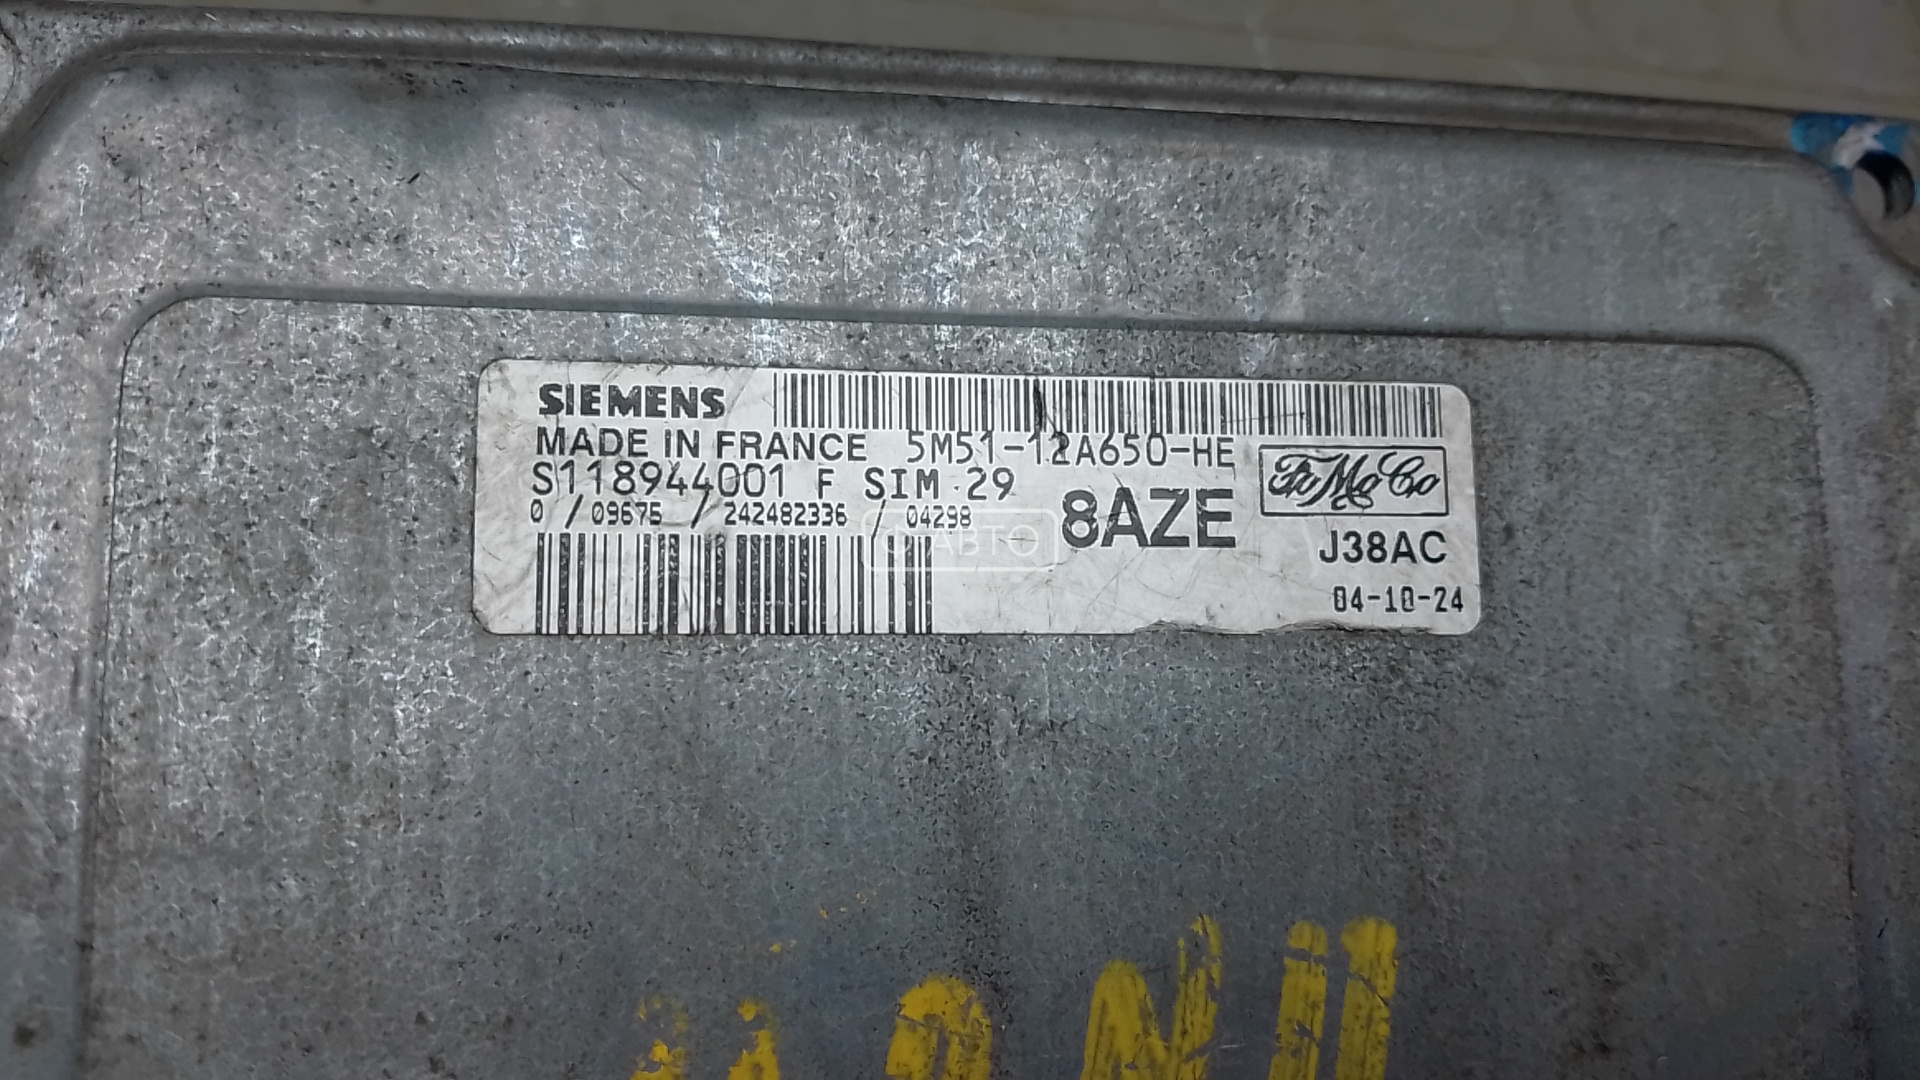 SIEMENS
MADE IN FRANCE 5M51-12A650-HE
FoMoCo
S118944001 F SIM 29
0 / 09675 / 242482336 / 04298
8AZE
J38AC
04-10-24
АВТО